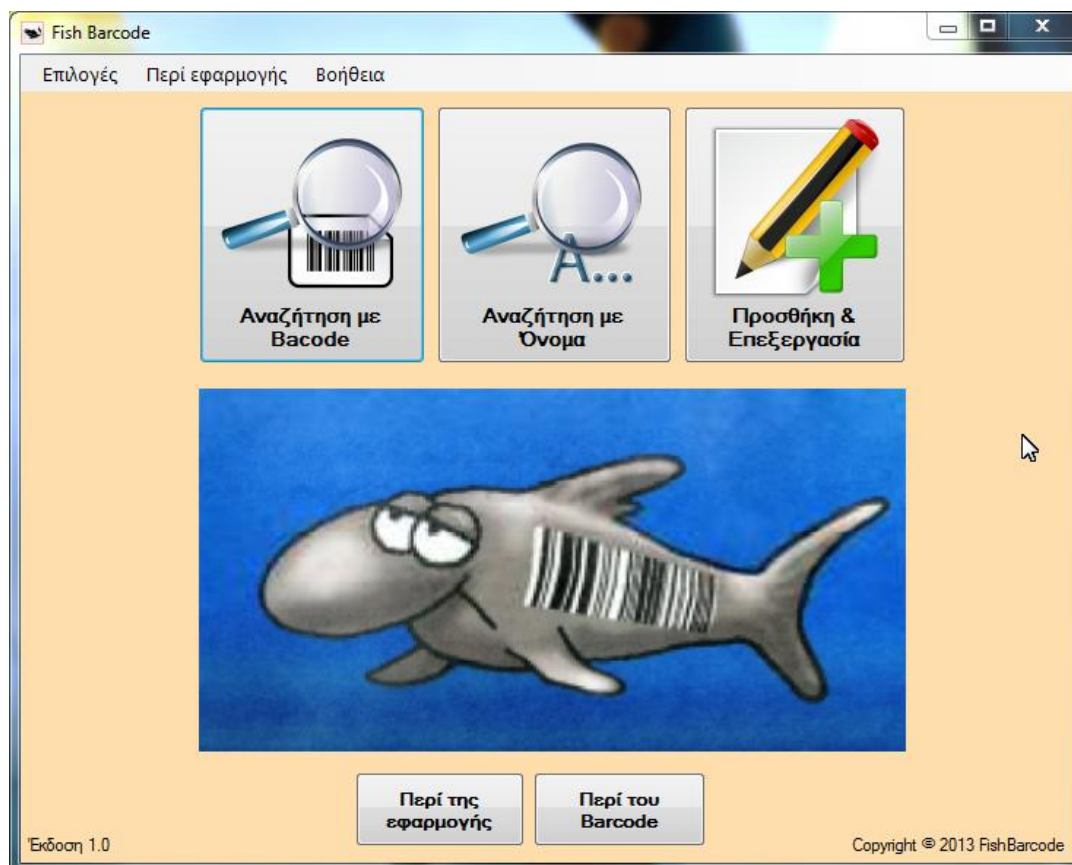 Fish Barcode
Επιλογές Περί εφαρμογής Βοήθεια
Αναζήτηση με
Bacode
Αναζήτηση με
Όνομα
Προσθήκη &
Επεξεργασία
A...
Περί της
εφαρμογής
Περί του
Barcode
Έκδοση 1.0
Copyright © 2013 FishBarcode